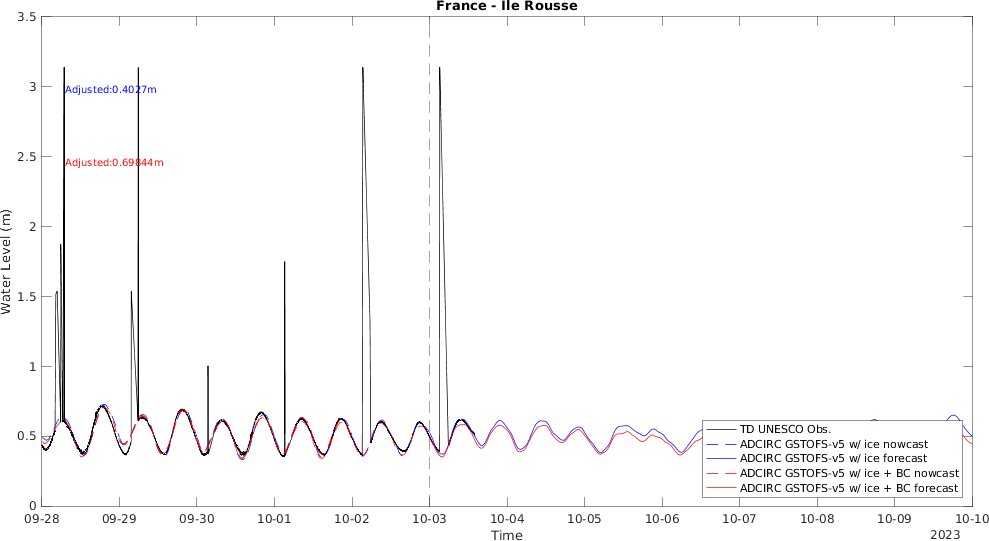 France - Ile Rousse
3.5
3
2.5
2
1.5
1
0.5
0
Water Level (m)
Adjusted:0.4027m
Adjusted:0.69844m
TD UNESCO Obs.
ADCIRC GSTOFS-v5 w/ ice nowcast
ADCIRC GSTOFS-v5 w/ ice forecast
ADCIRC GSTOFS-v5 w/ ice + BC nowcast
ADCIRC GSTOFS-v5 w/ ice + BC forecast
09-28 09-29 09-30 10-01 10-02 10-03 10-04 10-05 10-06 10-07 10-08 10-09 10-10
Time
2023